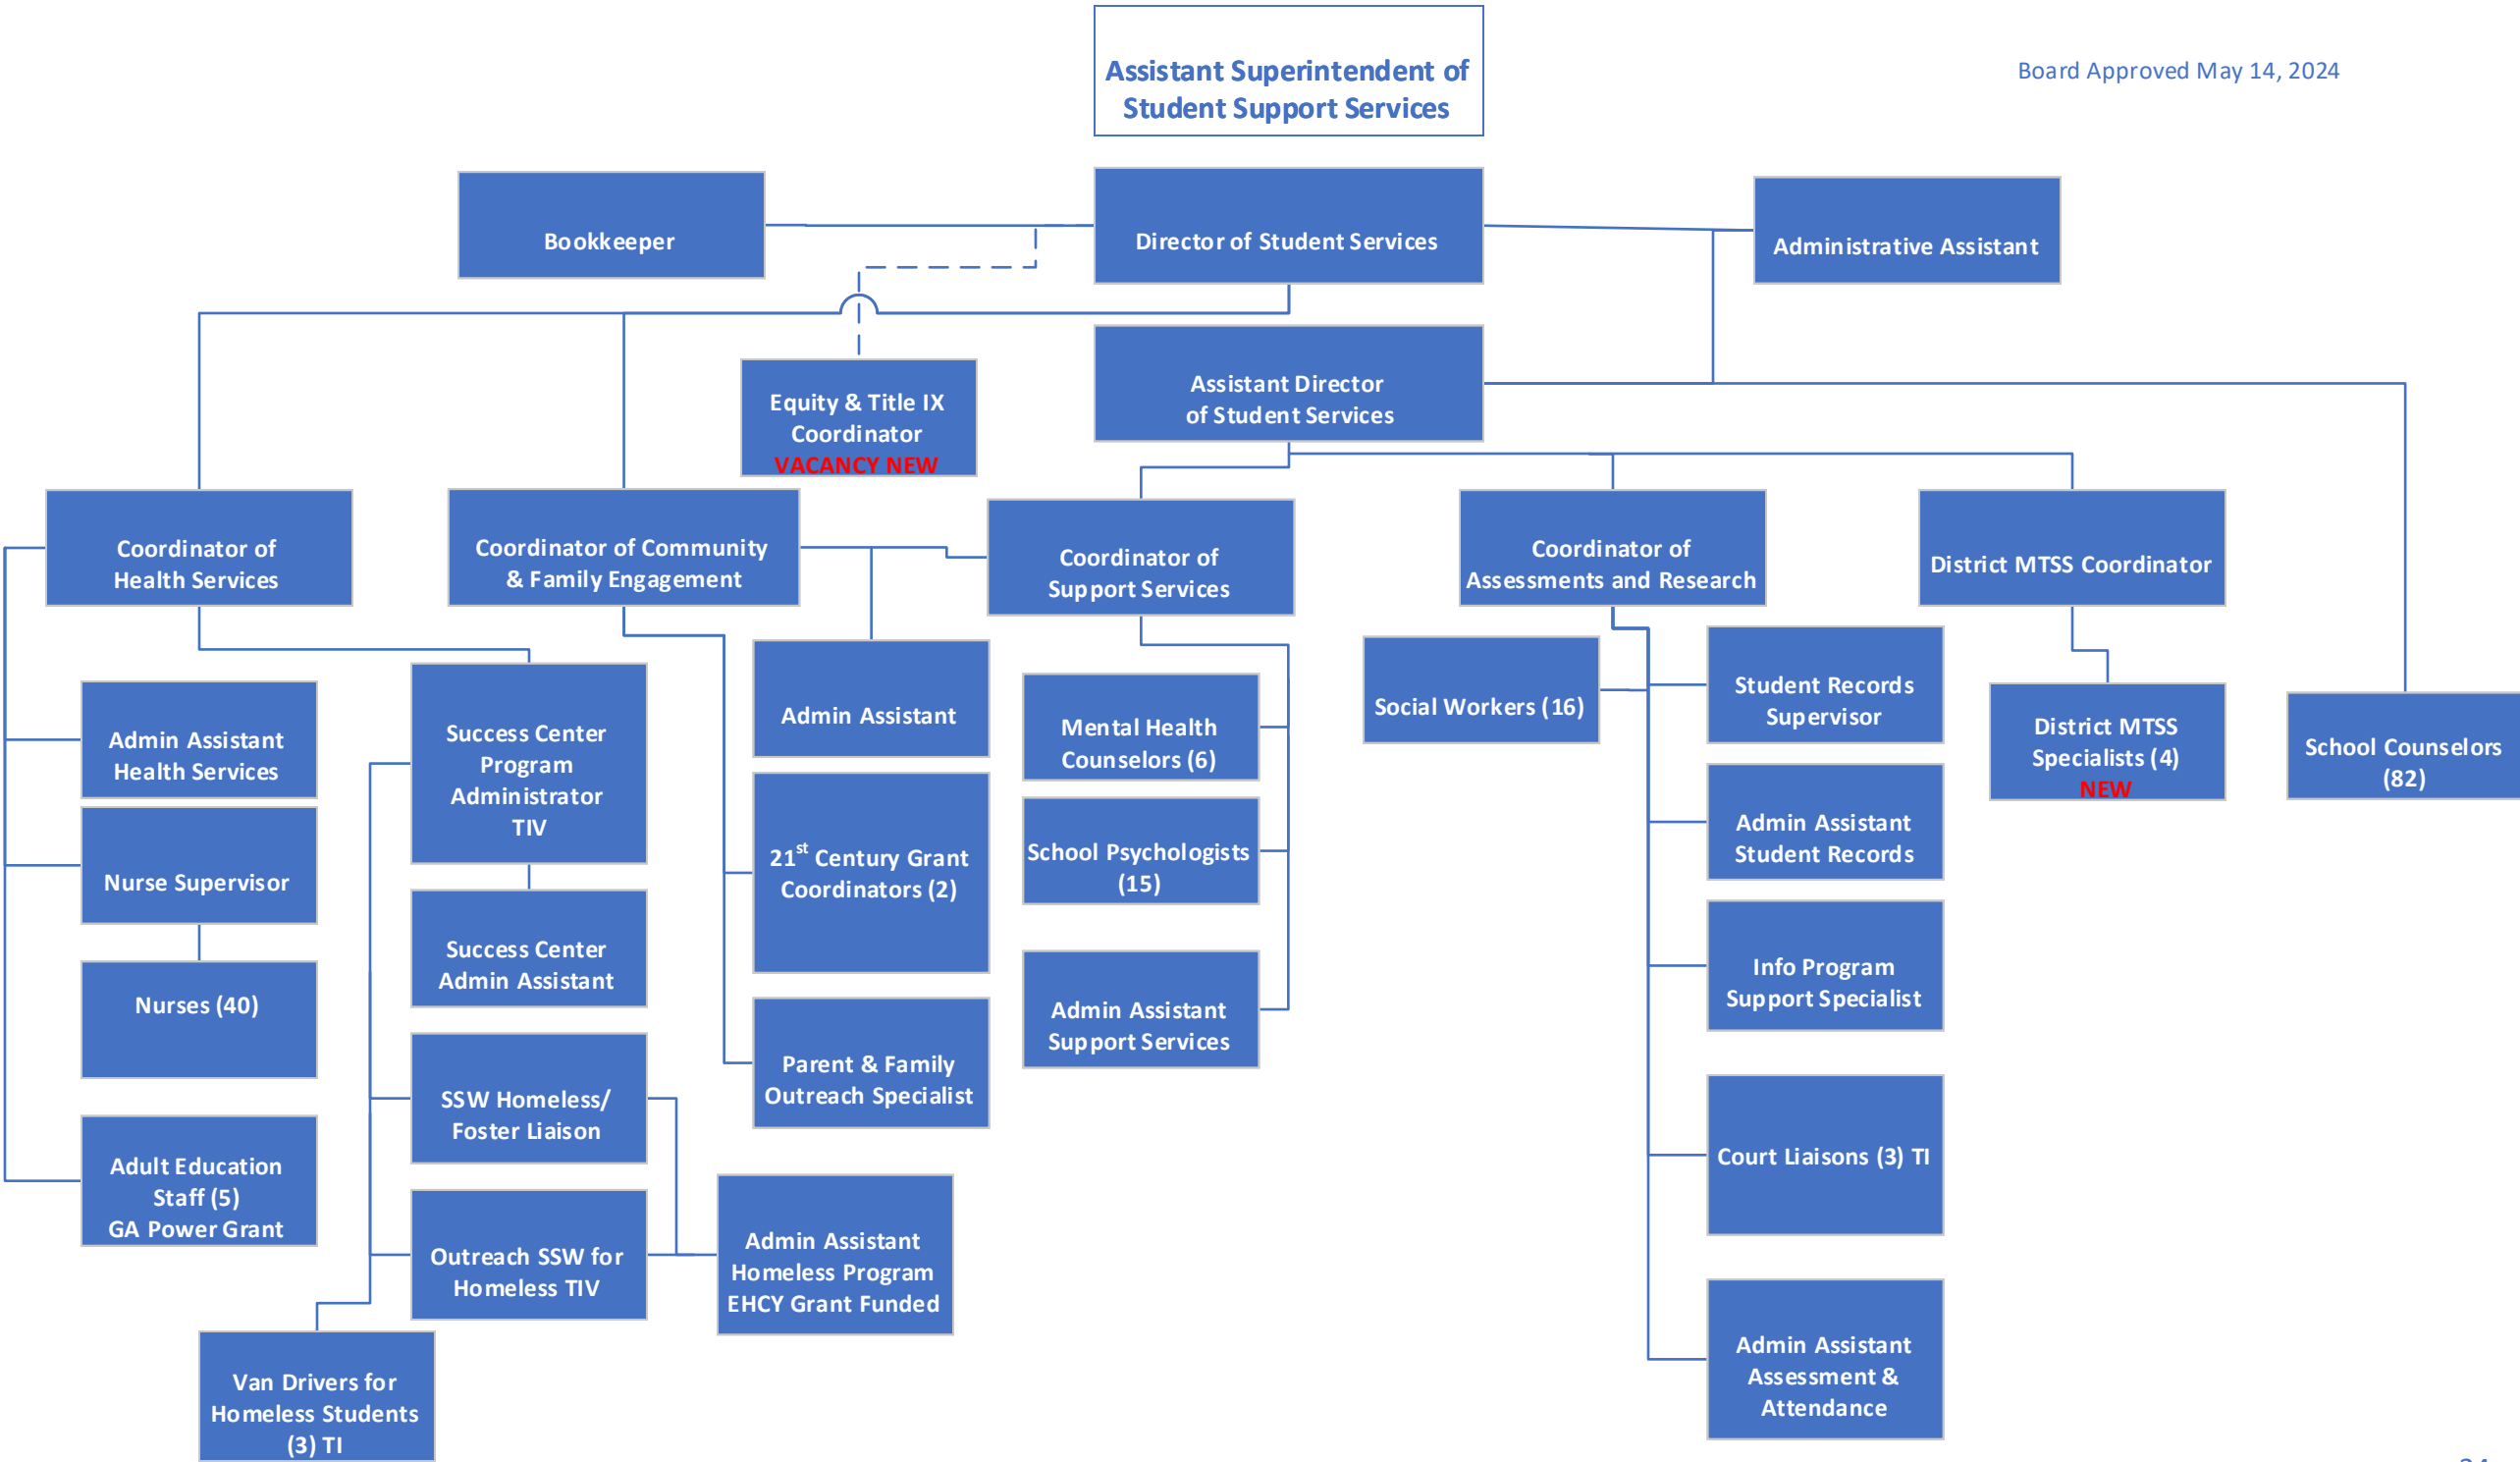 Assistant Superintendent of
Student Support Services
Board Approved May 14, 2024
Bookkeeper
Director of Student Services
Administrative Assistant
Equity & Title IX
Coordinator
VACANCY NEW
Assistant Director
of Student Services
Coordinator of
Health Services
Coordinator of Community
& Family Engagement
Coordinator of
Support Services
Coordinator of
Assessments and Research
District MTSS Coordinator
Admin Assistant
Health Services
Nurse Supervisor
Nurses (40)
Adult Education
Staff (5)
GA Power Grant
Success Center
Program
Administrator
TIV
Success Center
Admin Assistant
SSW Homeless/
Foster Liaison
Outreach SSW for
Homeless TIV
Van Drivers for
Homeless Students
(3) TI
Admin Assistant
21st Century Grant
Coordinators (2)
Parent & Family
Outreach Specialist
Admin Assistant
Homeless Program
EHCY Grant Funded
Mental Health
Counselors (6)
School Psychologists
(15)
Admin Assistant
Support Services
Social Workers (16)
Student Records
Supervisor
Admin Assistant
Student Records
Info Program
Support Specialist
Court Liaisons (3) TI
Admin Assistant
Assessment &
Attendance
District MTSS
Specialists (4)
NEW
School Counselors
(82)